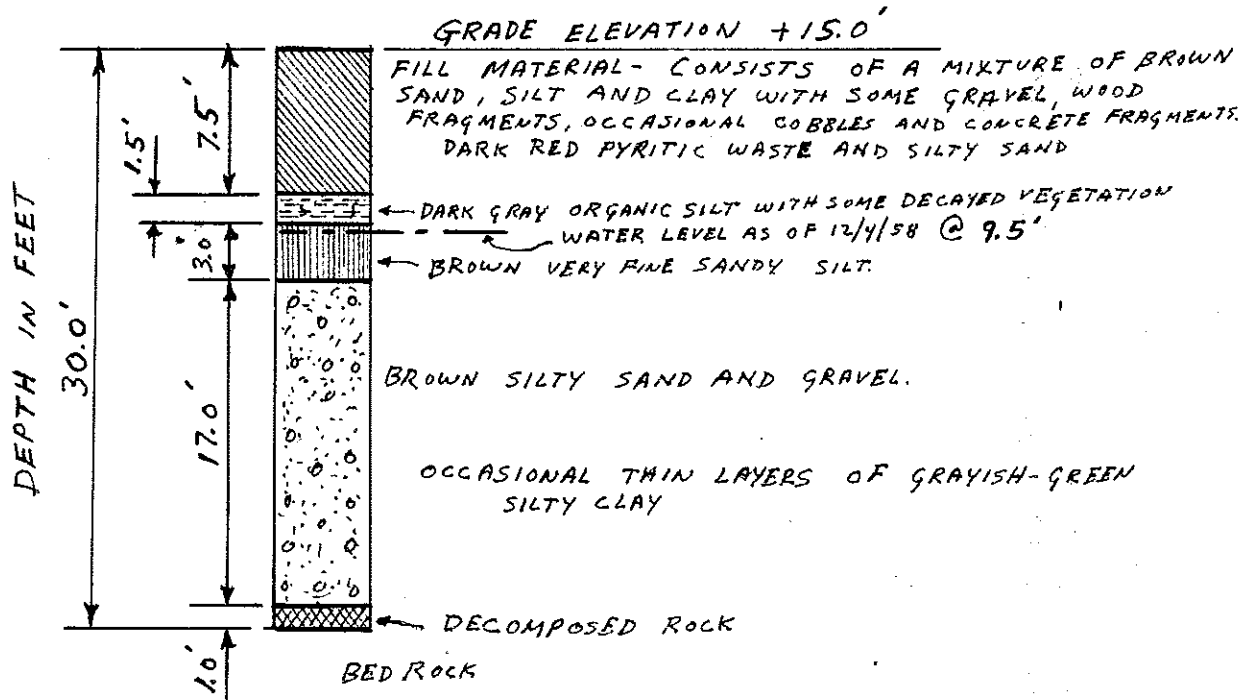 GRADE ELEVATION +15.0'
FILL MATERIAL- CONSISTS OF A MIXTURE OF BROWN
SAND, SILT AND CLAY WITH SOME GRAVEL, WOOD
FRAGMENTS, OCCASIONAL COBBLES AND CONCRETE FRAGMENTS.
DARK RED PYRITIC WASTE AND SILTY SAND
7.5'
1.5'
DARK GRAY ORGANIC SILT WITH SOME DECAYED VEGETATION
WATER LEVEL AS OF 12/4/58 @ 9.5'
3.0'
BROWN VERY FINE SANDY SILT.
DEPTH IN FEET
30.0'
17.0'
BROWN SILTY SAND AND GRAVEL.
OCCASIONAL THIN LAYERS OF GRAYISH-GREEN
SILTY CLAY
DECOMPOSED ROCK
1.0'
BED ROCK